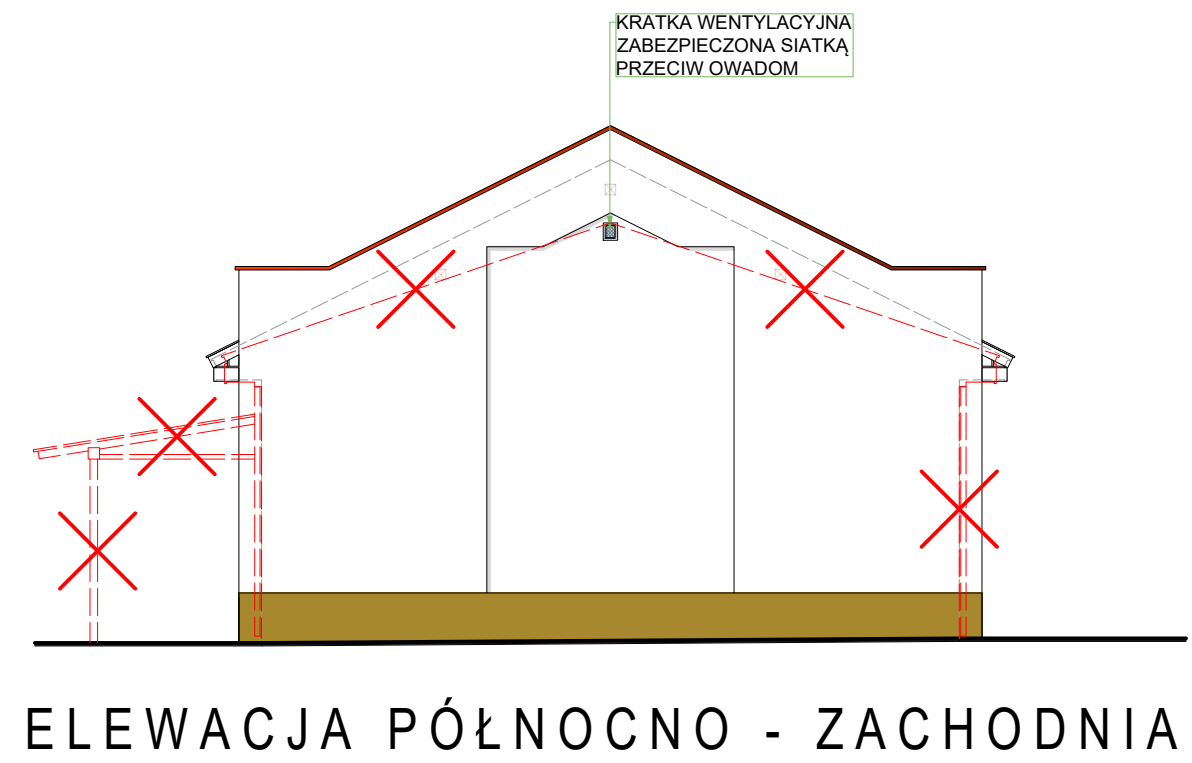 KRATKA WENTYLACYJNA
ZABEZPIECZONA SIATKĄ
PRZECIW OWADOM
ELEWACJA PÓŁNOCNO - ZACHODNIA